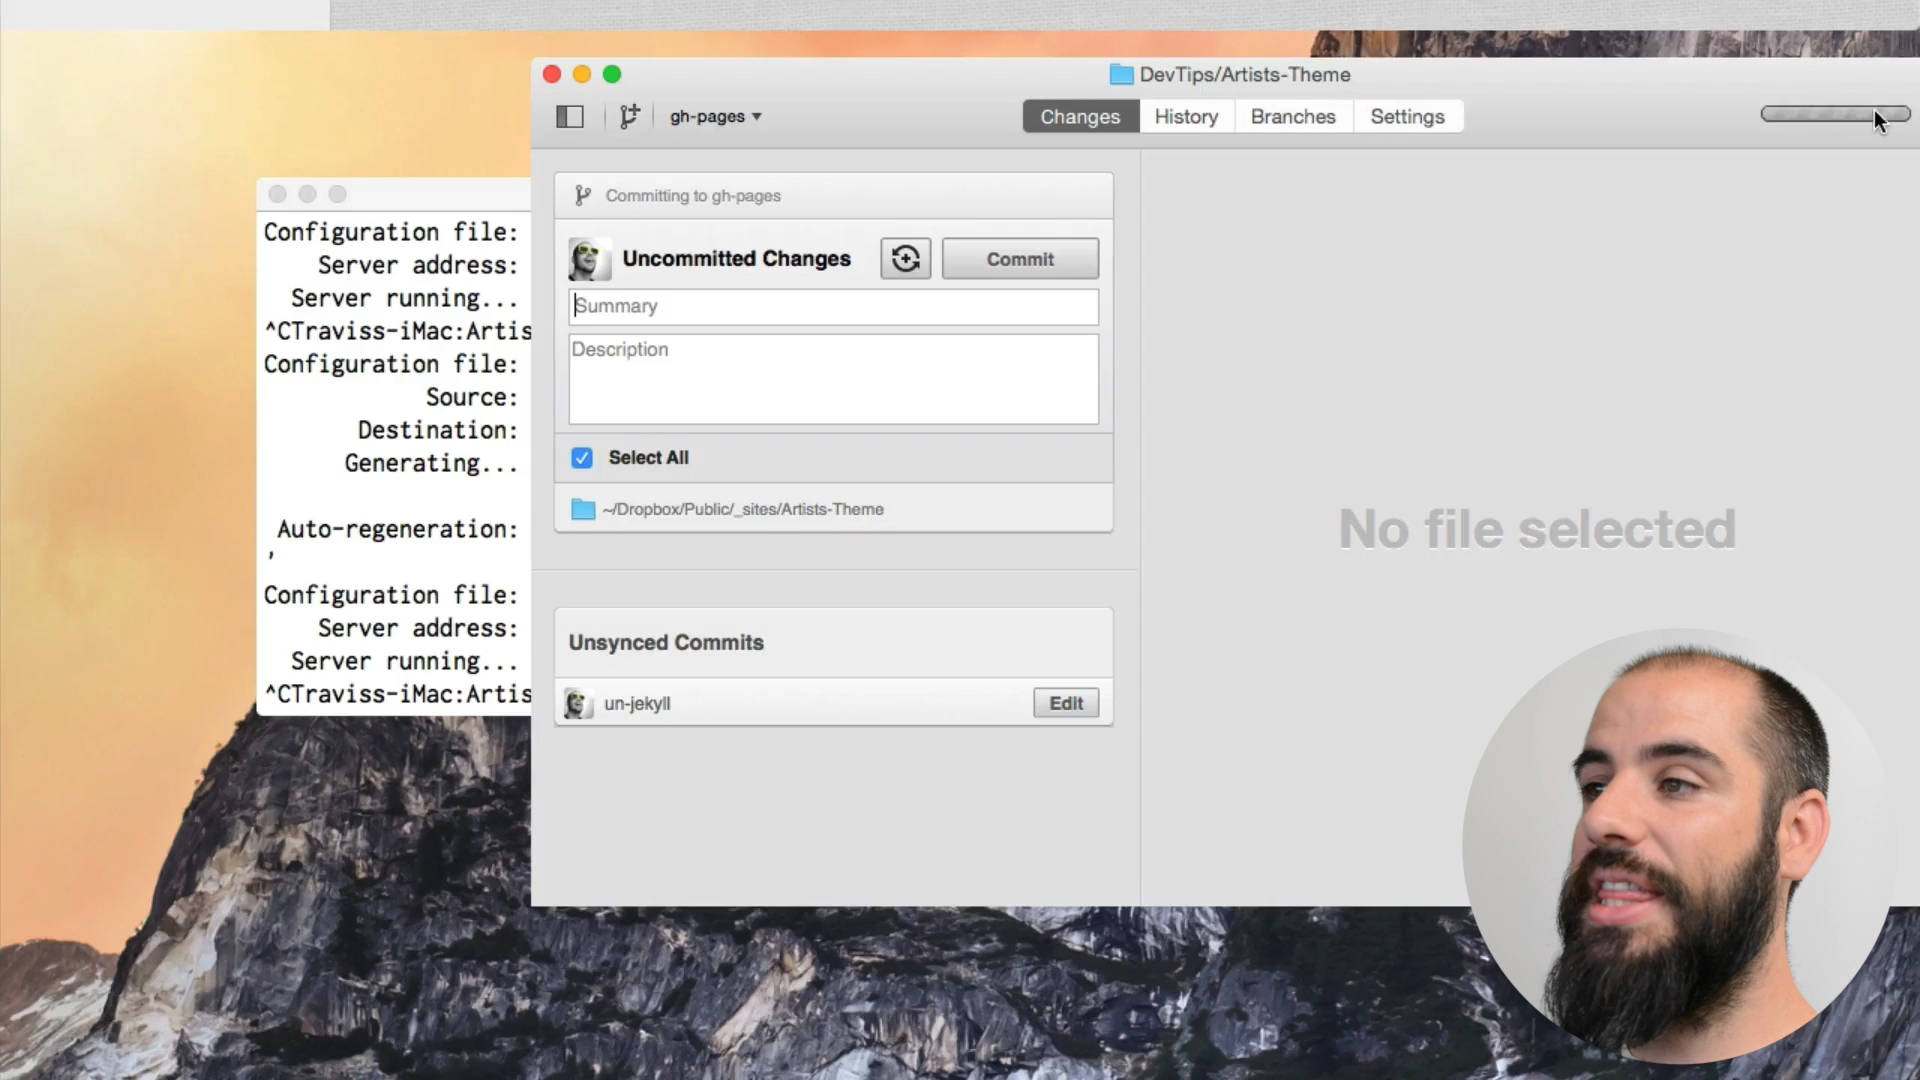 DevTips/Artists-Theme
gh-pages
Changes
History
Branches
Settings
Committing to gh-pages
Uncommitted Changes
Commit
Summary
Description
Select All
~/Dropbox/Public/_sites/Artists-Theme
No file selected
Unsynced Commits
un-jekyll
Edit
Configuration file:
Server address:
Server running...
^CTraviss-iMac:Artis
Configuration file:
Source:
Destination:
Generating...
Auto-regeneration:
'
Configuration file:
Server address:
Server running...
^CTraviss-iMac:Artis